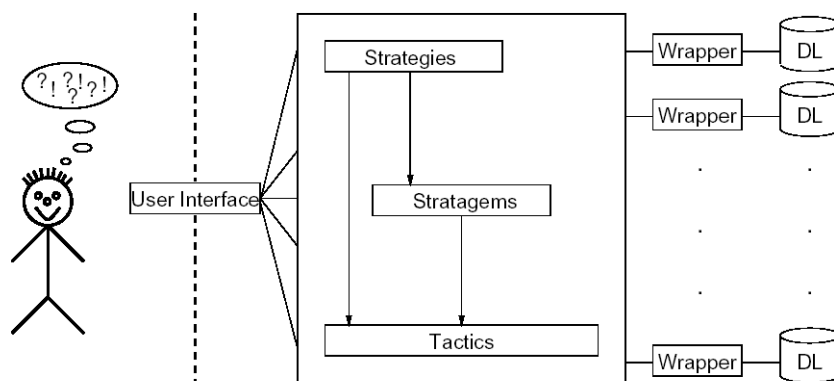 ?! ?! ?!
?
Strategies
Wrapper
DL
Wrapper
DL
User Interface
Stratagems
Tactics
Wrapper
DL